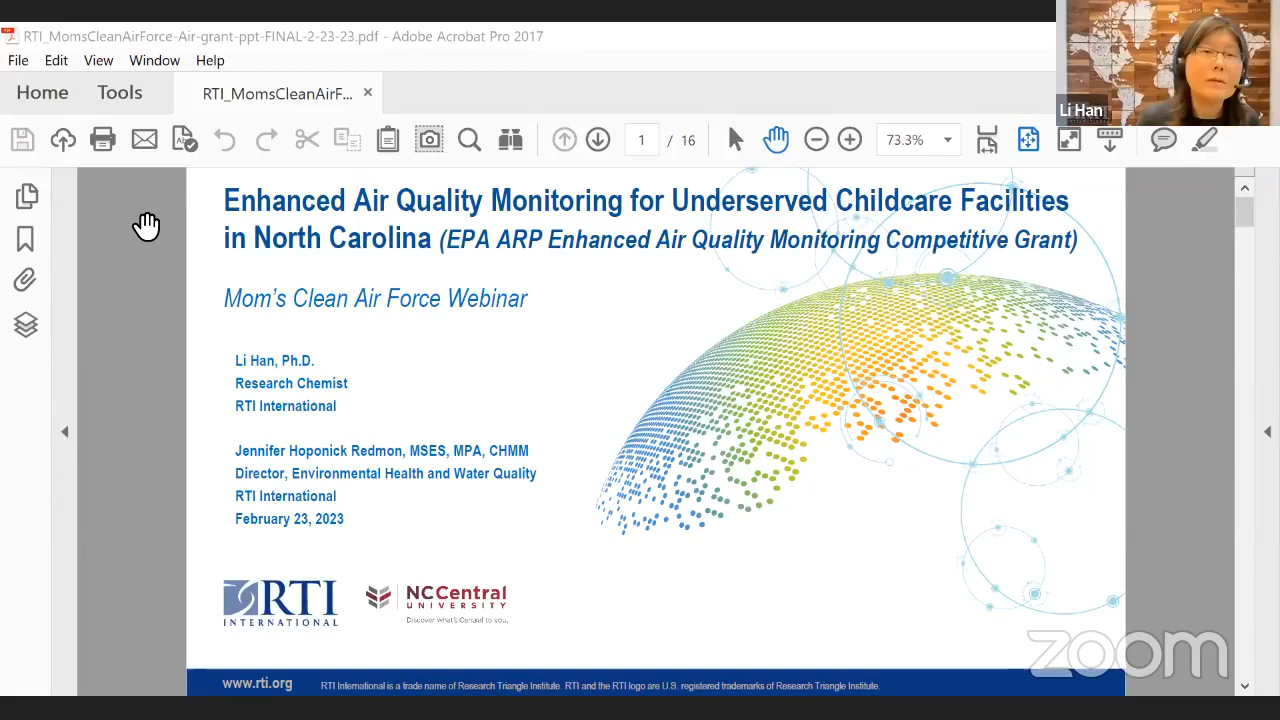 RTI_MomsCleanAirForce-Air-grant-ppt-FINAL-2-23-23.pdf - Adobe Acrobat Pro 2017
File Edit View Window Help
Home Tools RTI_MomsCleanAirF... ×
1 / 16 73.3%
Li Han
Enhanced Air Quality Monitoring for Underserved Childcare Facilities
in North Carolina (EPA ARP Enhanced Air Quality Monitoring Competitive Grant)
Mom's Clean Air Force Webinar
Li Han, Ph.D.
Research Chemist
RTI International
Jennifer Hoponick Redmon, MSES, MPA, CHMM
Director, Environmental Health and Water Quality
RTI International
February 23, 2023
RTI
INTERNATIONAL
NCCentral
UNIVERSITY
Discover what's Central to you.
zoom
www.rti.org RTI International is a trade name of Research Triangle Institute. RTI and the RTI logo are U.S. registered trademarks of Research Triangle Institute.